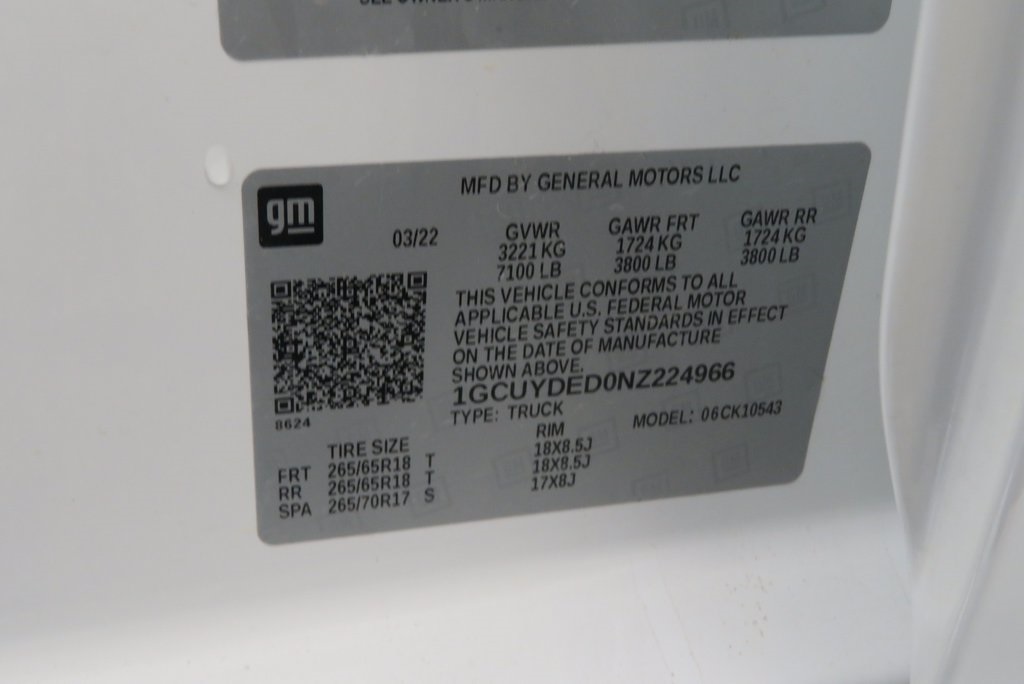 MFD BY GENERAL MOTORS LLC
gm
03/22
GVWR GAWR FRT GAWR RR
3221 KG 1724 KG 1724 KG
7100 LB 3800 LB 3800 LB
THIS VEHICLE CONFORMS TO ALL
APPLICABLE U.S. FEDERAL MOTOR
VEHICLE SAFETY STANDARDS IN EFFECT
ON THE DATE OF MANUFACTURE
SHOWN ABOVE.
1GCUYDED0NZ224966
TYPE: TRUCK MODEL: 06CK10543
8624
TIRE SIZE RIM
FRT 265/65R18 T 18X8.5J
RR 265/65R18 T 18X8.5J
SPA 265/70R17 S 17X8J